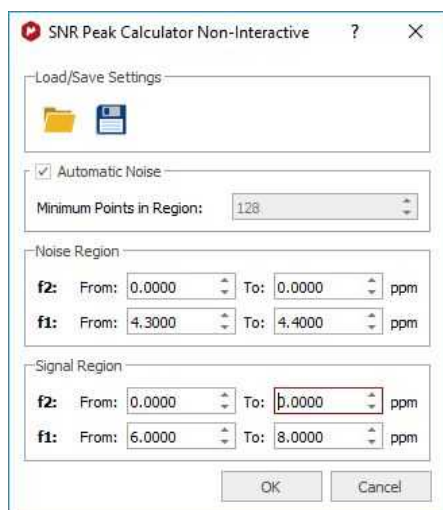 SNR Peak Calculator Non-Interactive ? X
Load/Save Settings
Automatic Noise
Minimum Points in Region: 128
Noise Region
f2: From: 0.0000 To: 0.0000 ppm
f1: From: 4.3000 To: 4.4000 ppm
Signal Region
f2: From: 0.0000 To: 0.0000 ppm
f1: From: 6.0000 To: 8.0000 ppm
OK Cancel